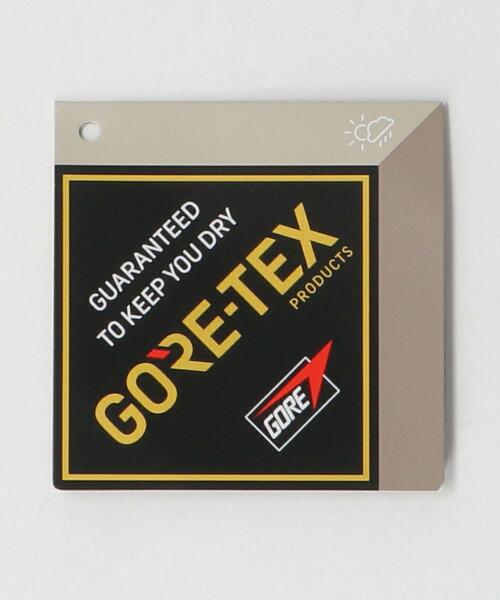 GUARANTEED
TO KEEP YOU DRY
GORE-TEX
PRODUCTS
GORE